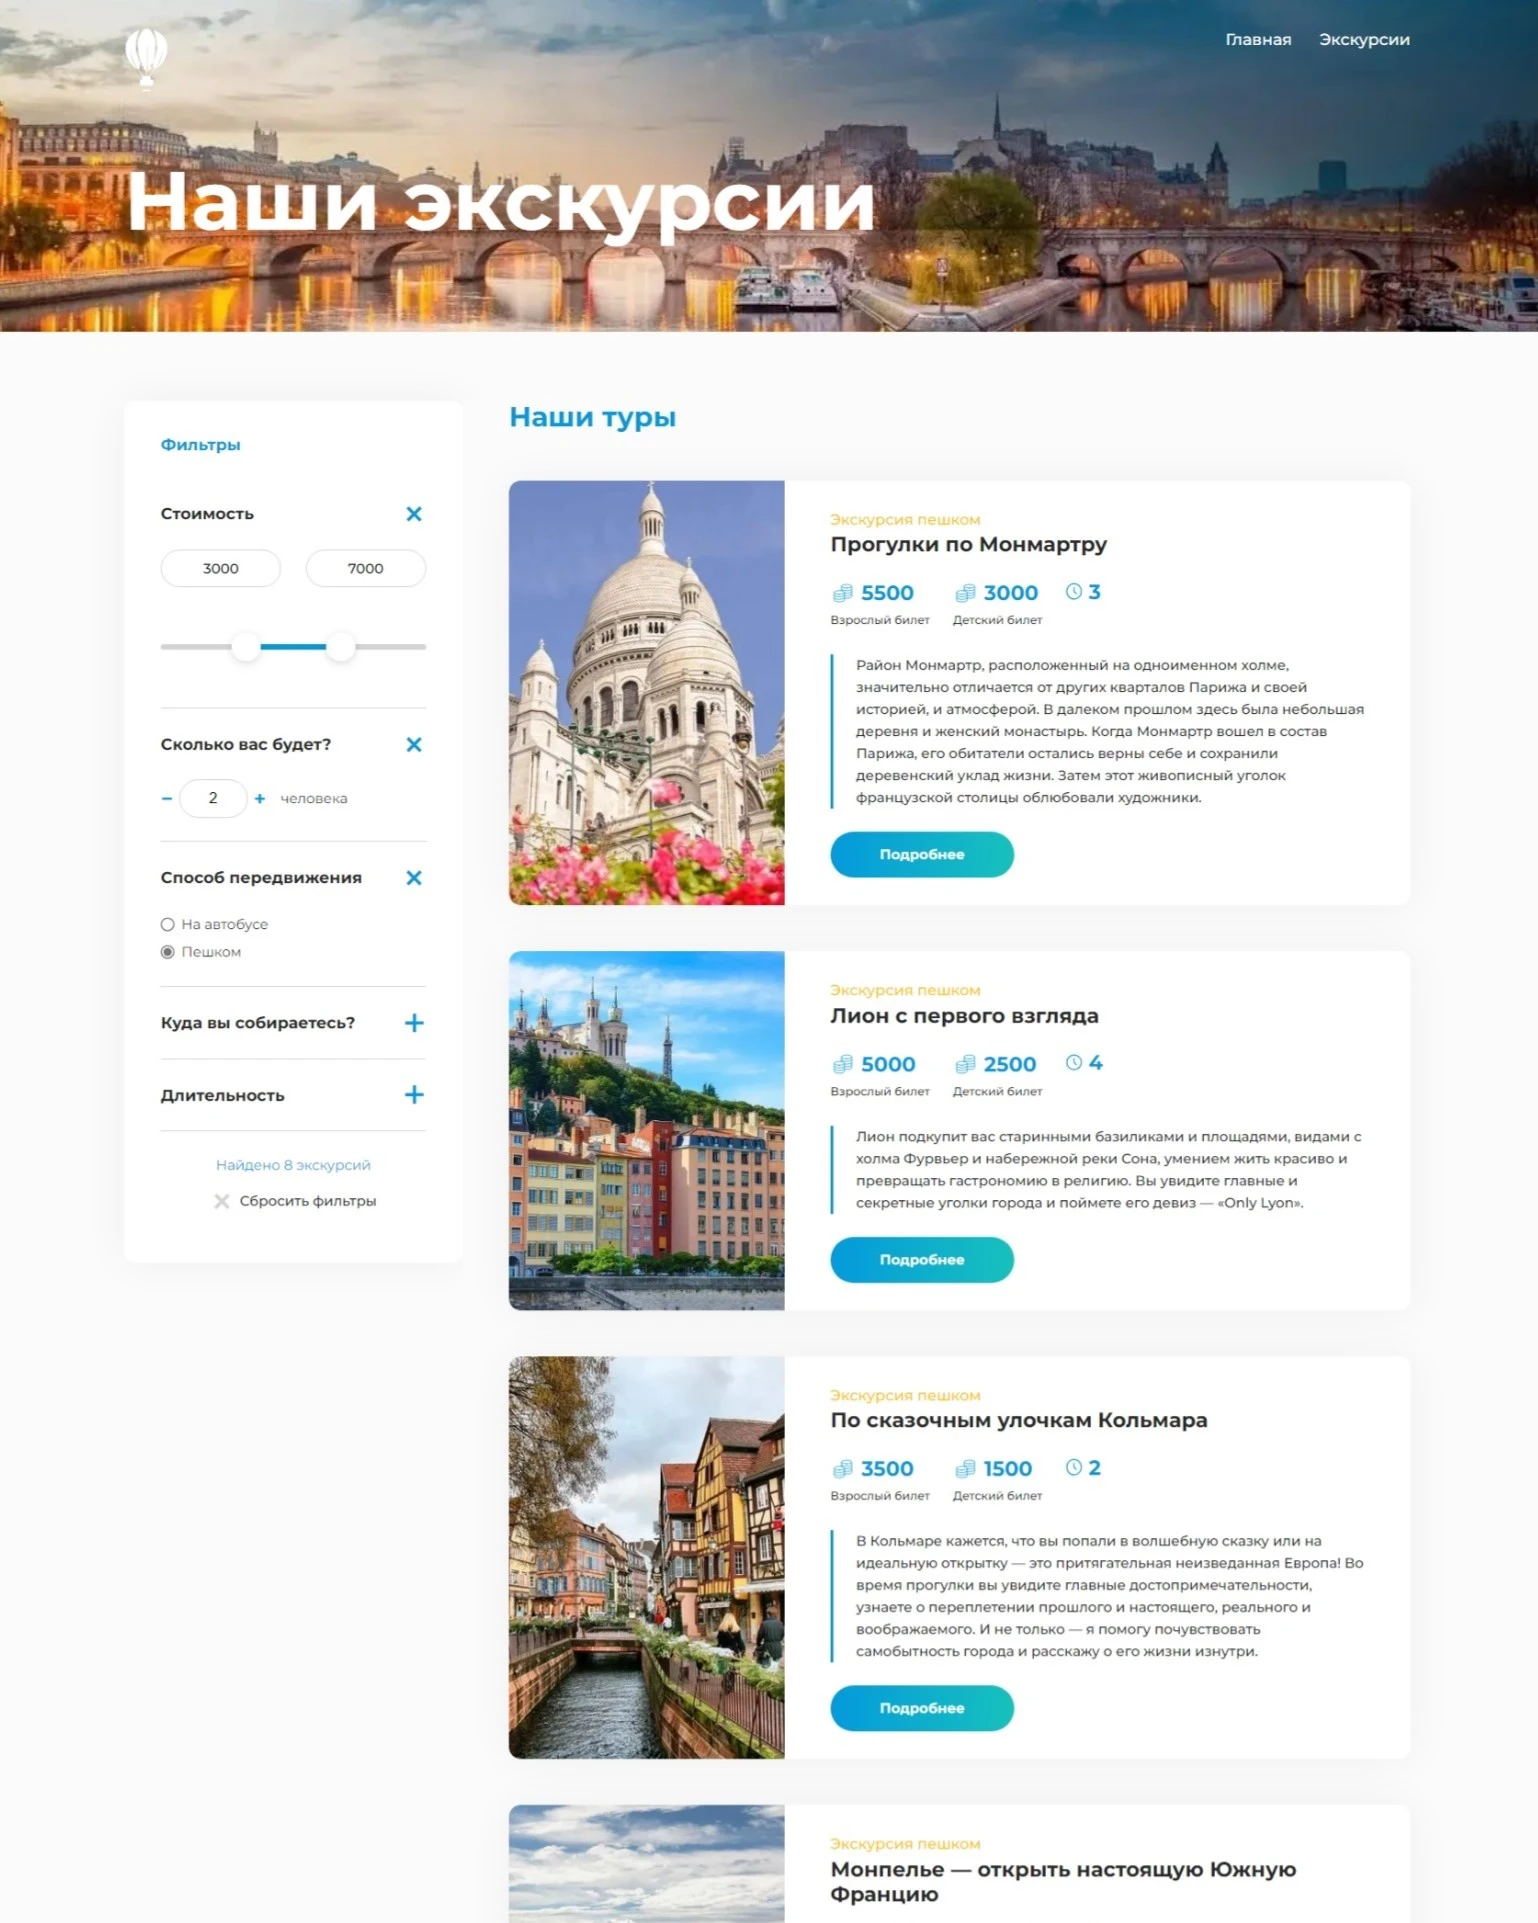 Главная Экскурсии
Наши экскурсии
Фильтры
Стоимость
3000 7000
Сколько вас будет?
2 человека
Способ передвижения
На автобусе
Пешком
Куда вы собираетесь?
Длительность
Найдено 8 экскурсий
Сбросить фильтры
Наши туры
Экскурсия пешком
Прогулки по Монмартру
5500 3000 3
Взрослый билет Детский билет
Район Монмартр, расположенный на одноименном холме,
значительно отличается от других кварталов Парижа и своей
историей, и атмосферой. В далеком прошлом здесь была небольшая
деревня и женский монастырь. Когда Монмартр вошел в состав
Парижа, его обитатели остались верны себе и сохранили
деревенский уклад жизни. Затем этот живописный уголок
французской столицы облюбовали художники.
Подробнее
Экскурсия пешком
Лион с первого взгляда
5000 2500 4
Взрослый билет Детский билет
Лион подкупит вас старинными базиликами и площадями, видами с
холма Фурвьер и набережной реки Сона, умением жить красиво и
превращать гастрономию в религию. Вы увидите главные и
секретные уголки города и поймете его девиз — «Only Lyon».
Подробнее
Экскурсия пешком
По сказочным улочкам Кольмара
3500 1500 2
Взрослый билет Детский билет
В Кольмаре кажется, что вы попали в волшебную сказку или на
идеальную открытку — это притягательная неизведанная Европа! Во
время прогулки вы увидите главные достопримечательности,
узнаете о переплетении прошлого и настоящего, реального и
воображаемого. И не только — я помогу почувствовать
самобытность города и расскажу о его жизни изнутри.
Подробнее
Экскурсия пешком
Монпелье — открыть настоящую Южную
Францию